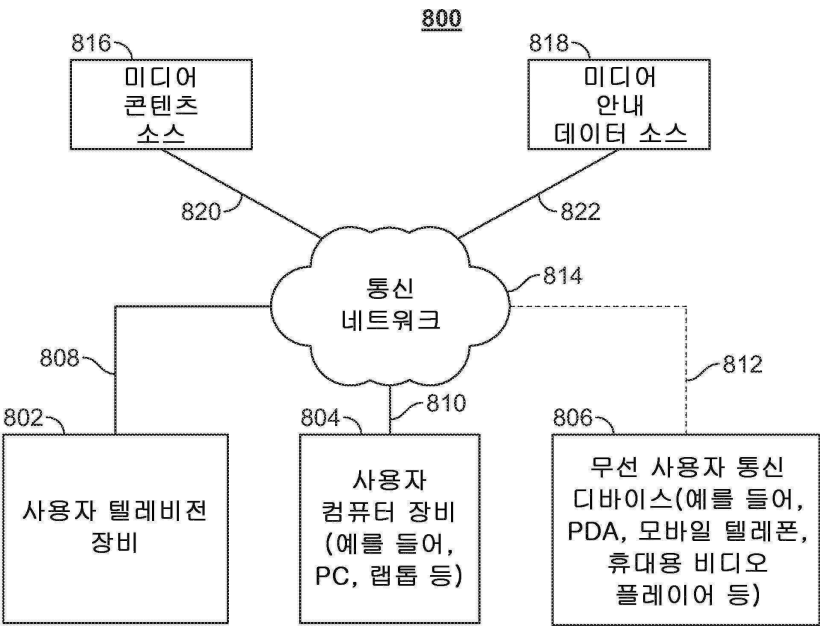 800
816
미디어
콘텐츠
소스
818
미디어
안내
데이터 소스
820
822
통신
네트워크
814
808
810
812
802
사용자 텔레비전
장비
804
사용자
컴퓨터 장비
(예를 들어,
PC, 랩톱 등)
806
무선 사용자 통신
디바이스(예를 들어,
PDA, 모바일 텔레폰,
휴대용 비디오
플레이어 등)